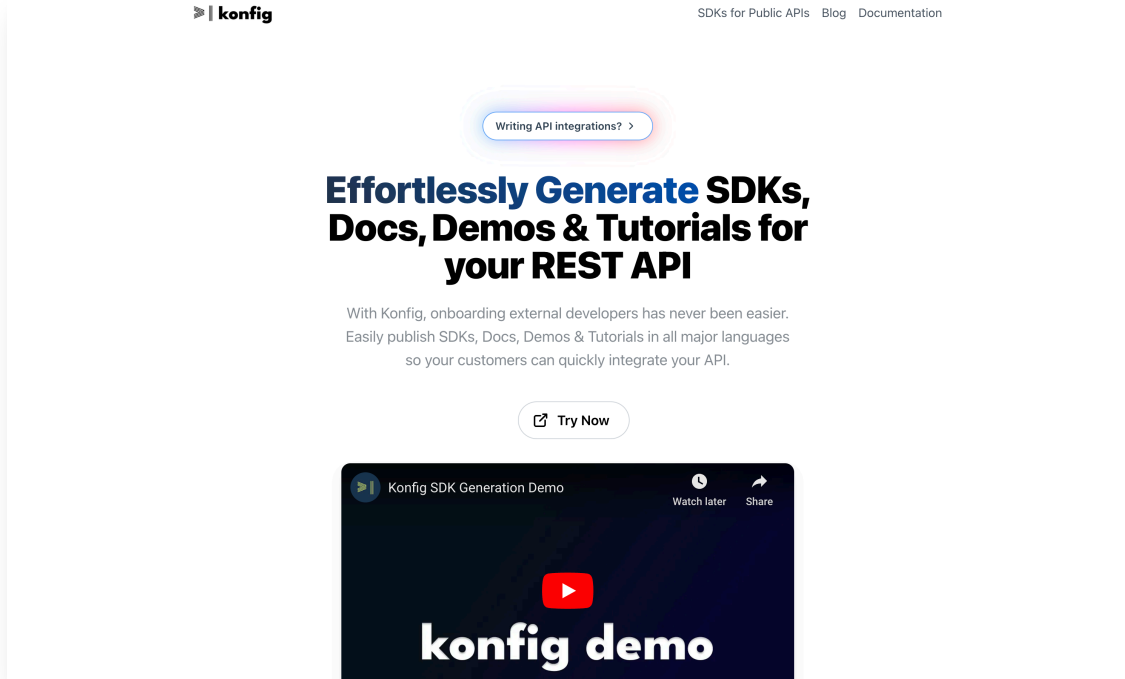 konfig
SDKs for Public APIs Blog Documentation
Writing API integrations?
Effortlessly Generate SDKs,
Docs, Demos & Tutorials for
your REST API
With Konfig, onboarding external developers has never been easier.
Easily publish SDKs, Docs, Demos & Tutorials in all major languages
so your customers can quickly integrate your API.
Try Now
Konfig SDK Generation Demo
Watch later
Share
konfig demo